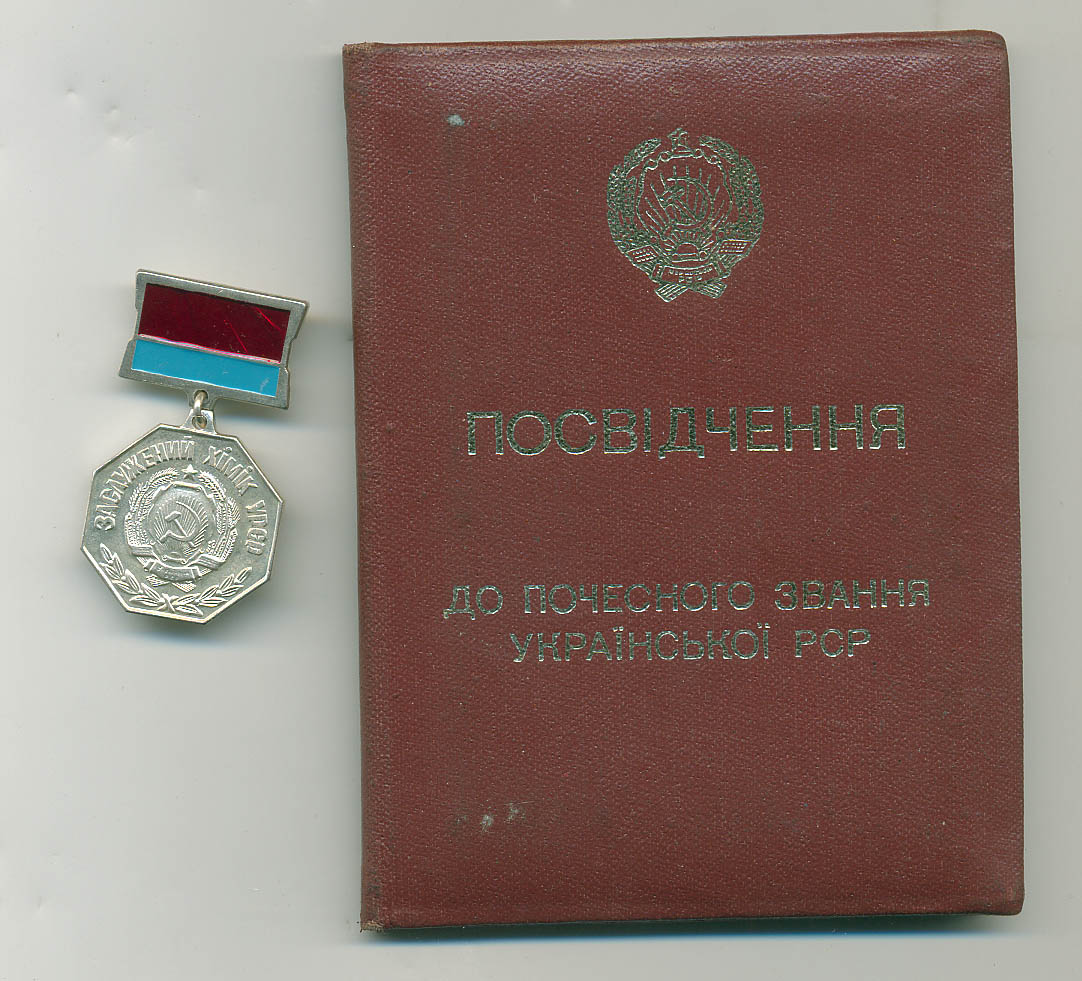 ЗАСЛУЖЕНИЙ ХІМІК УРСР
ПОСВІДЧЕННЯ
ДО ПОЧЕСНОГО ЗВАННЯ
УКРАЇНСЬКОЇ РСР